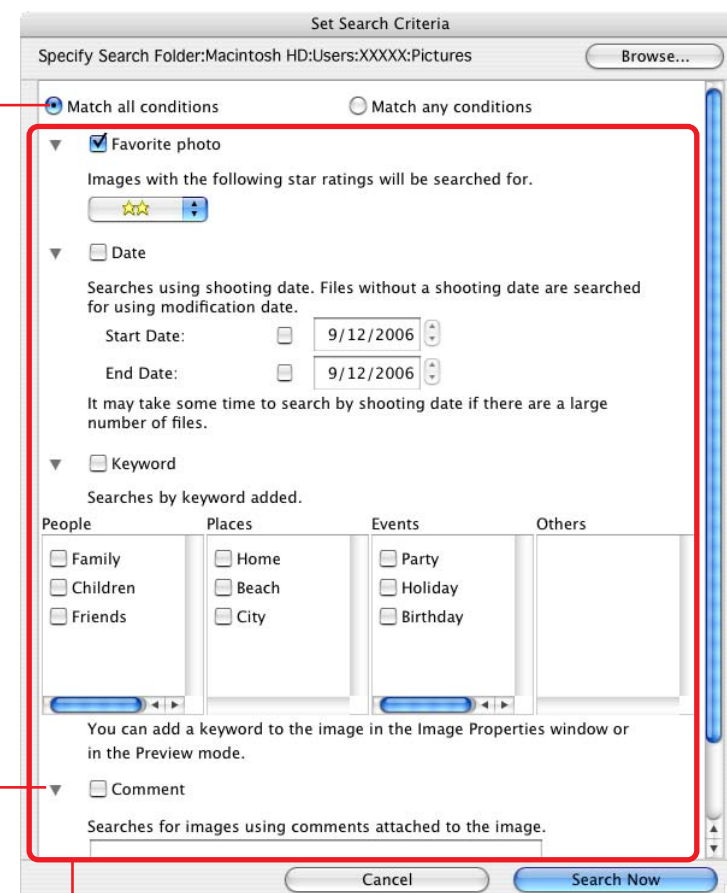 Set Search Criteria
Specify Search Folder:Macintosh HD:Users:XXXXX:Pictures Browse...
Match all conditions Match any conditions
Favorite photo
Images with the following star ratings will be searched for.
Date
Searches using shooting date. Files without a shooting date are searched
for using modification date.
Start Date: 9/12/2006
End Date: 9/12/2006
It may take some time to search by shooting date if there are a large
number of files.
Keyword
Searches by keyword added.
People Places Events Others
Family Home Party
Children Beach Holiday
Friends City Birthday
You can add a keyword to the image in the Image Properties window or
in the Preview mode.
Comment
Searches for images using comments attached to the image.
Cancel Search Now